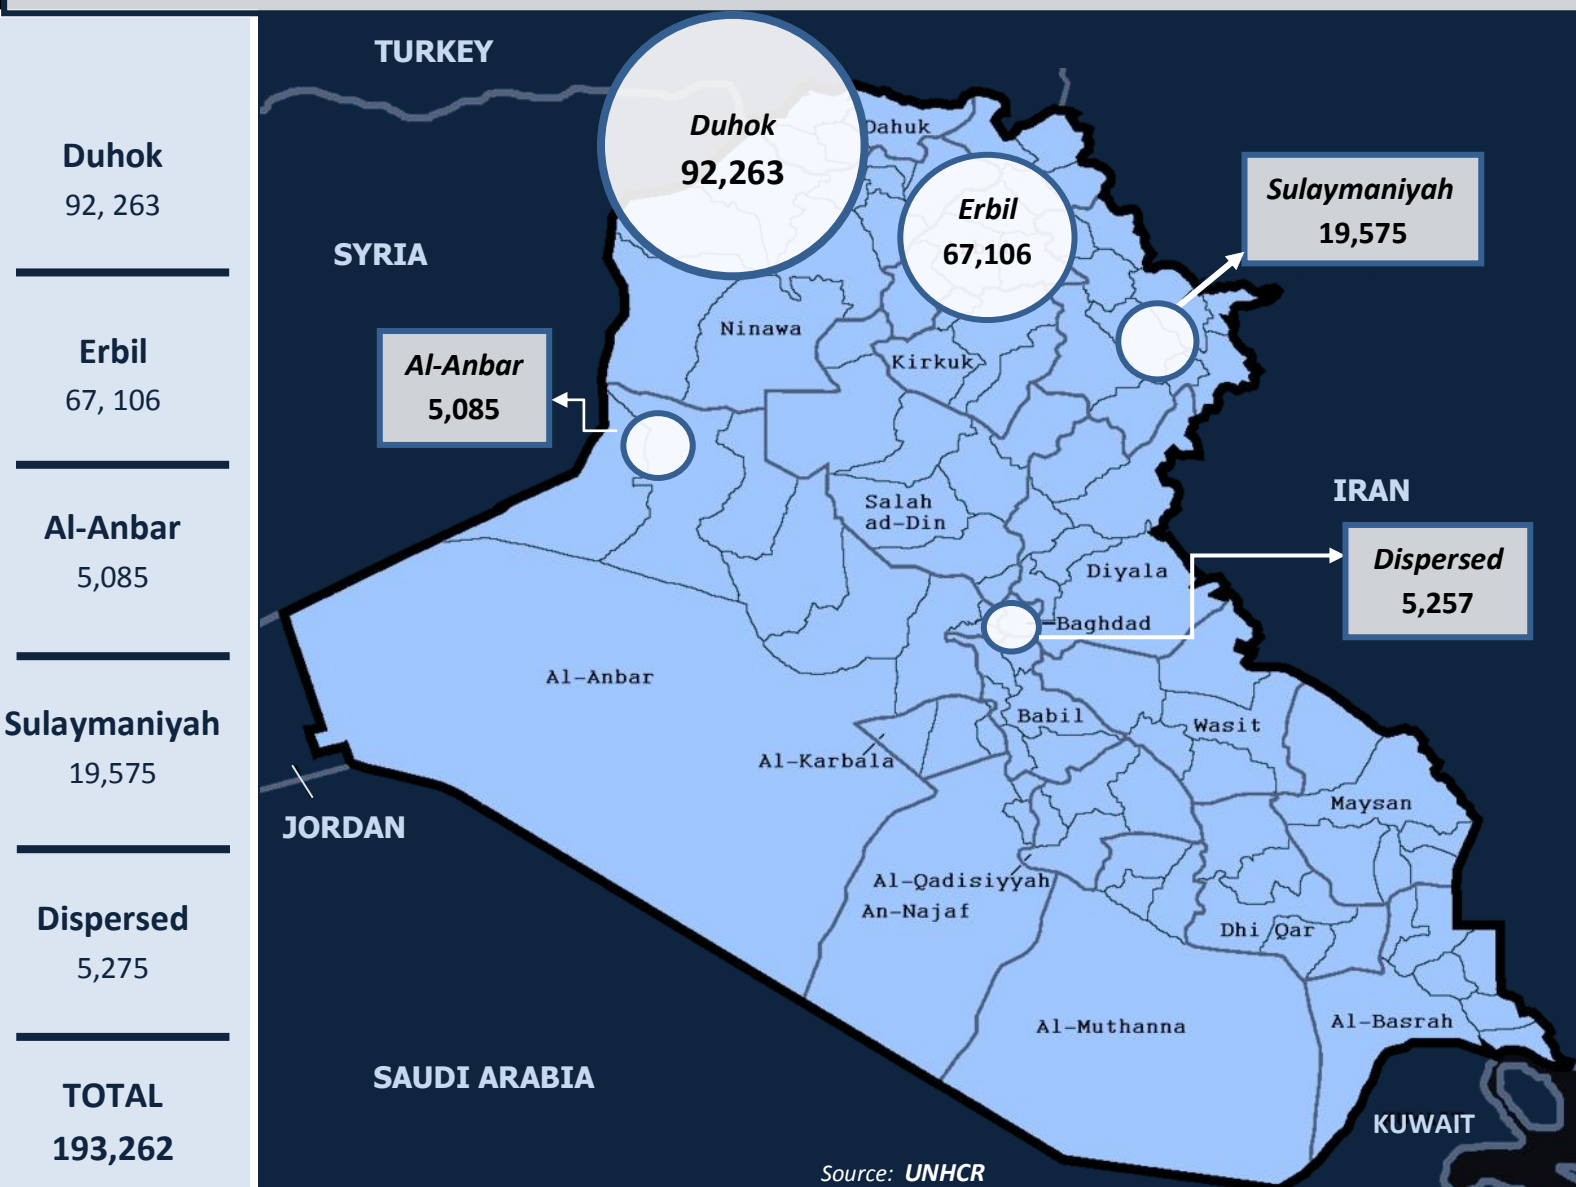 Duhok
92, 263
Erbil
67, 106
Al-Anbar
5,085
Sulaymaniyah
19,575
Dispersed
5,275
TOTAL
193,262
TURKEY
Duhok
92,263
Dahuk
Erbil
67,106
Sulaymaniyah
19,575
SYRIA
Ninawa
Al-Anbar
5,085
Kirkuk
IRAN
Salah
ad-Din
Dispersed
5,257
Diyala
Baghdad
Al-Anbar
Babil
Wasit
Al-Karbala
JORDAN
Maysan
Al-Qadisiyyah
An-Najaf
Dhi Qar
Al-Muthanna
Al-Basrah
SAUDI ARABIA
KUWAIT
Source: UNHCR